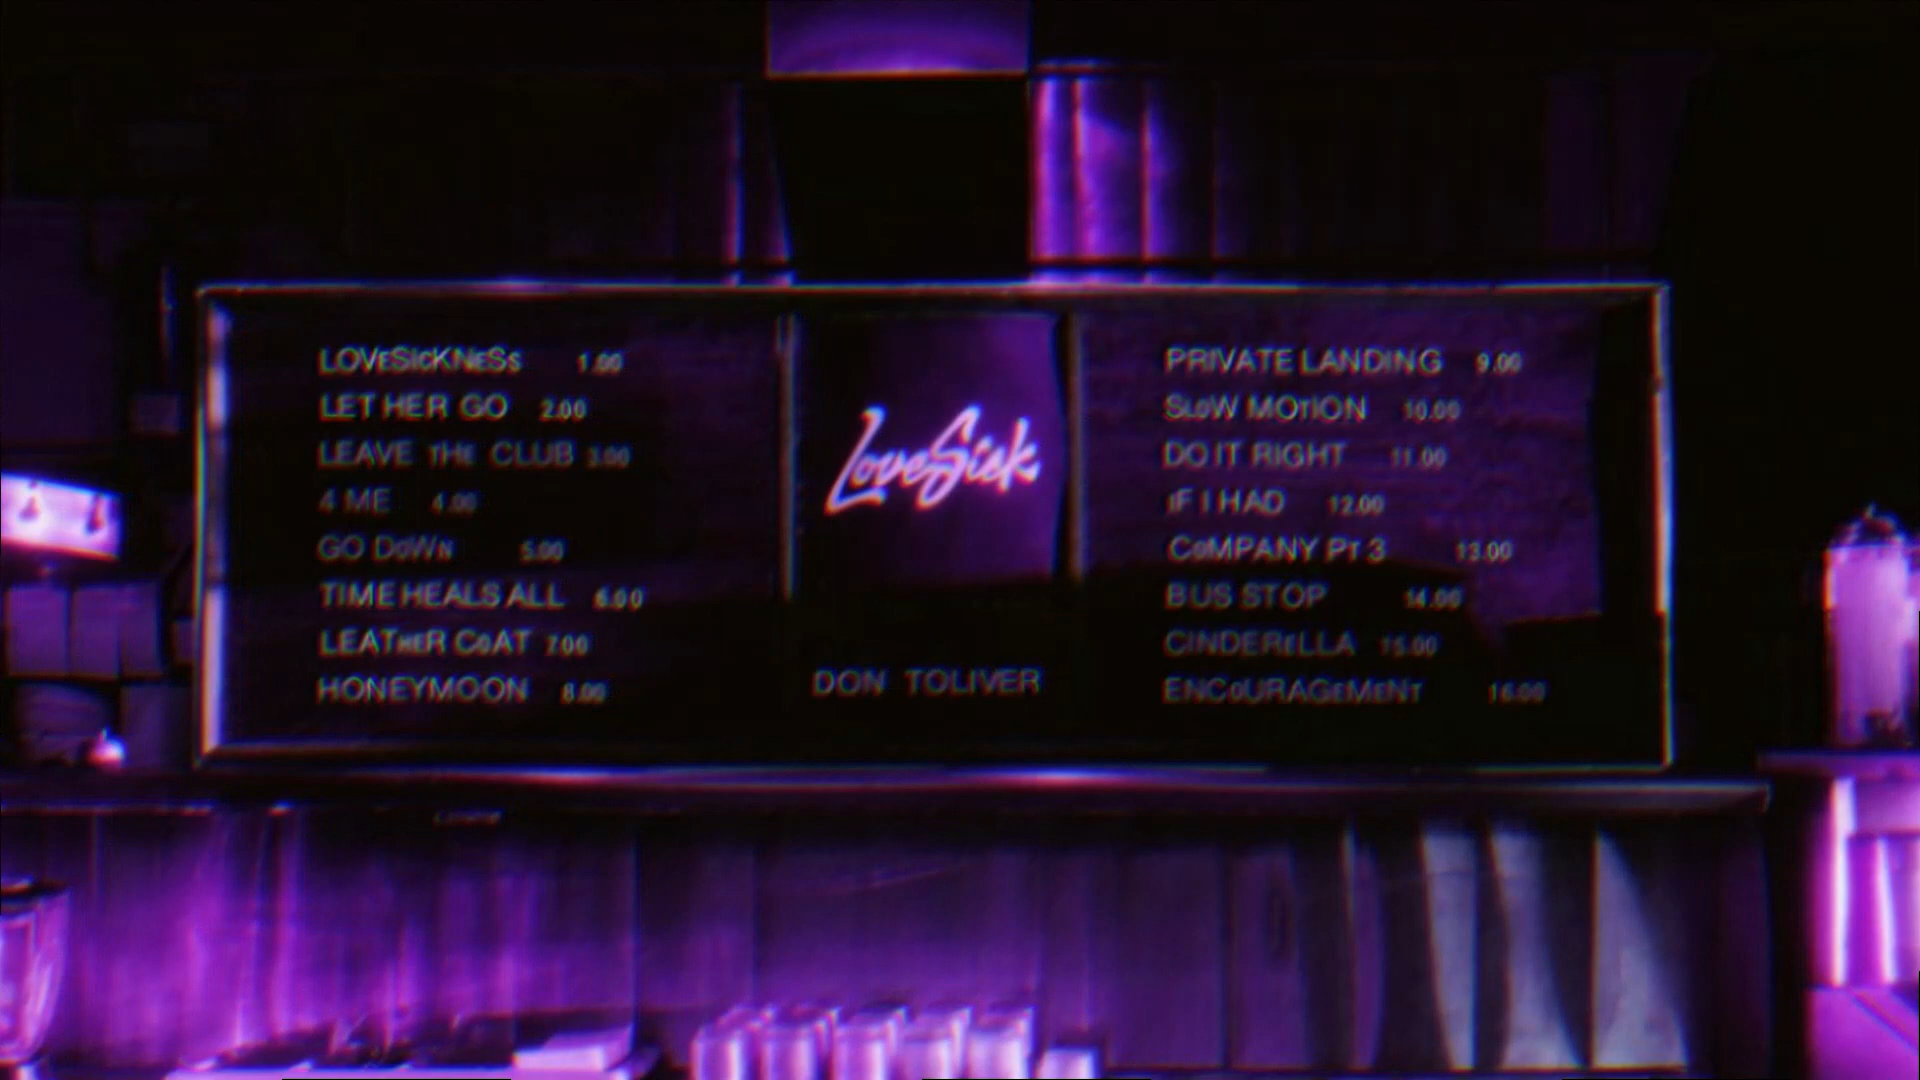 LOVESICKNESS 1.00
LET HER GO 2.00
LEAVE THE CLUB 3.00
4 ME 4.00
GO DOWN 5.00
TIME HEALS ALL 6.00
LEATHER COAT 7.00
HONEYMOON 8.00
LoveSick
DON TOLIVER
PRIVATE LANDING 9.00
SLOW MOTION 10.00
DO IT RIGHT 11.00
IF I HAD 12.00
COMPANY PT 3 13.00
BUS STOP 14.00
CINDERELLA 15.00
ENCOURAGEMENT 16.00